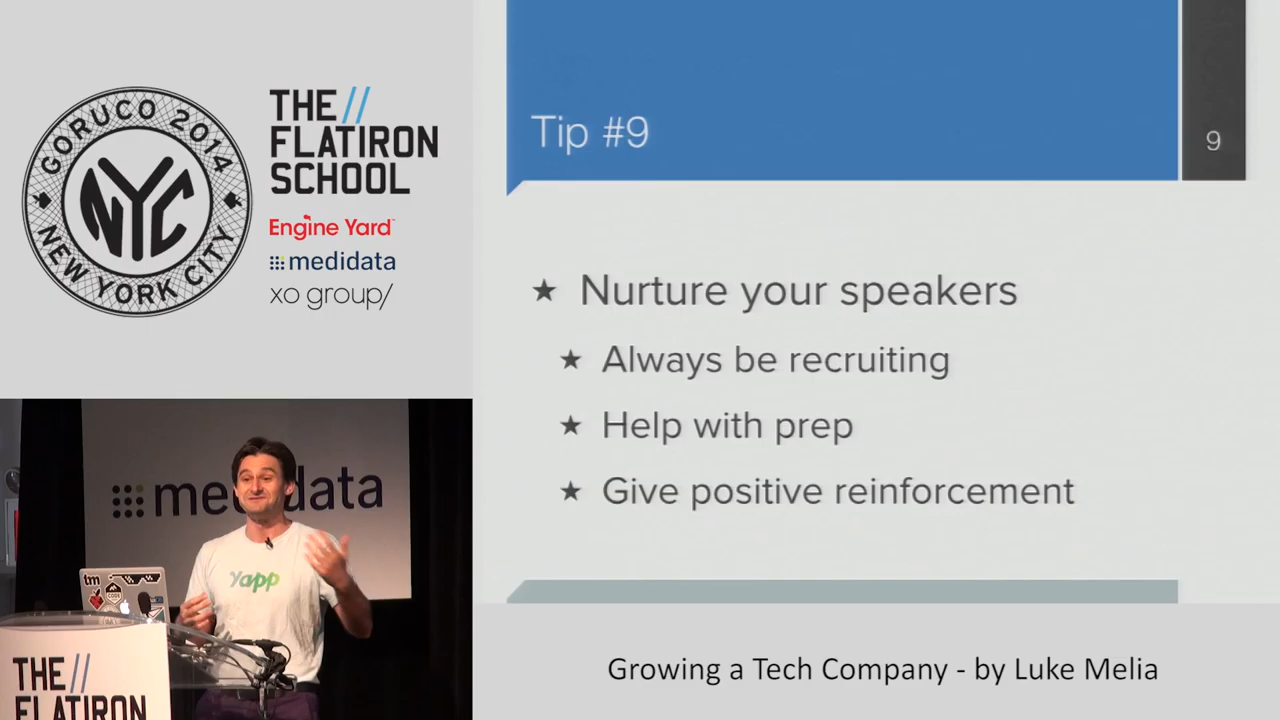 GORUCO 2014
NYC
NEW YORK CITY
THE//
FLATIRON
SCHOOL
Engine Yard
medidata
xo group/
Tip #9
9
★ Nurture your speakers
★ Always be recruiting
★ Help with prep
★ Give positive reinforcement
medidata
Yapp
tm
CODE
THE//
FLATIRON
Growing a Tech Company - by Luke Melia